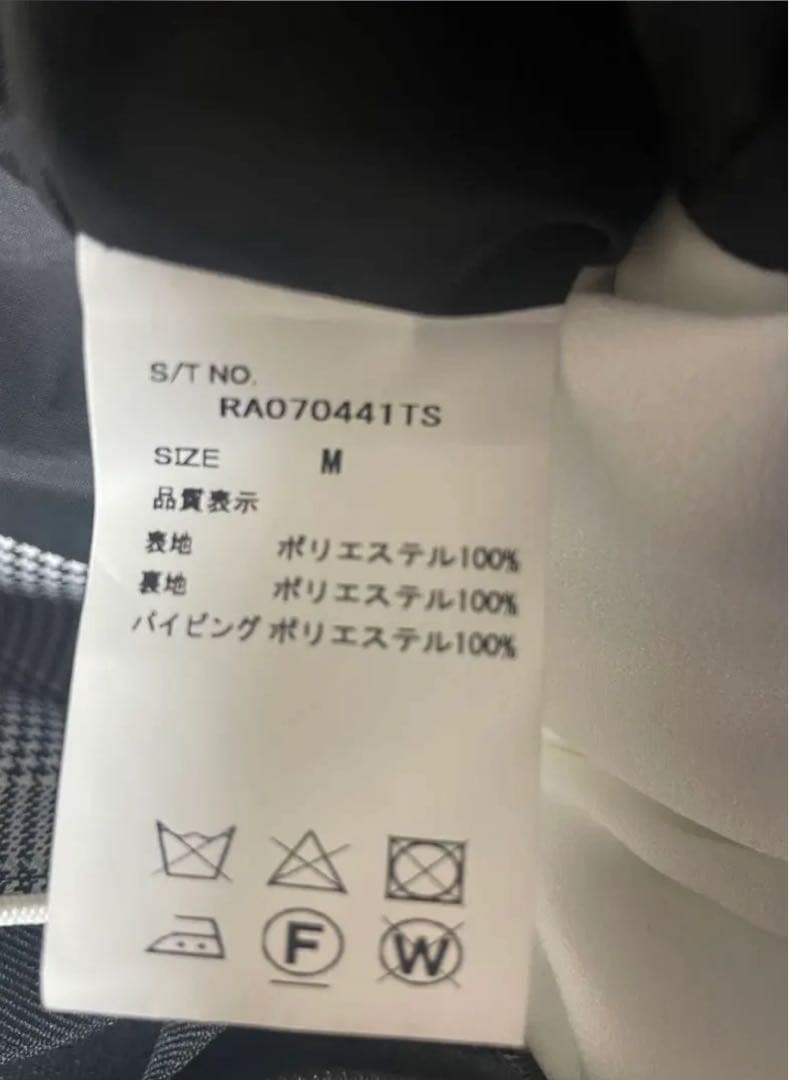 S/T NO.
RA070441TS
SIZE M
品質表示
表地 ポリエステル100%
裏地 ポリエステル100%
パイピング ポリエステル100%
F W